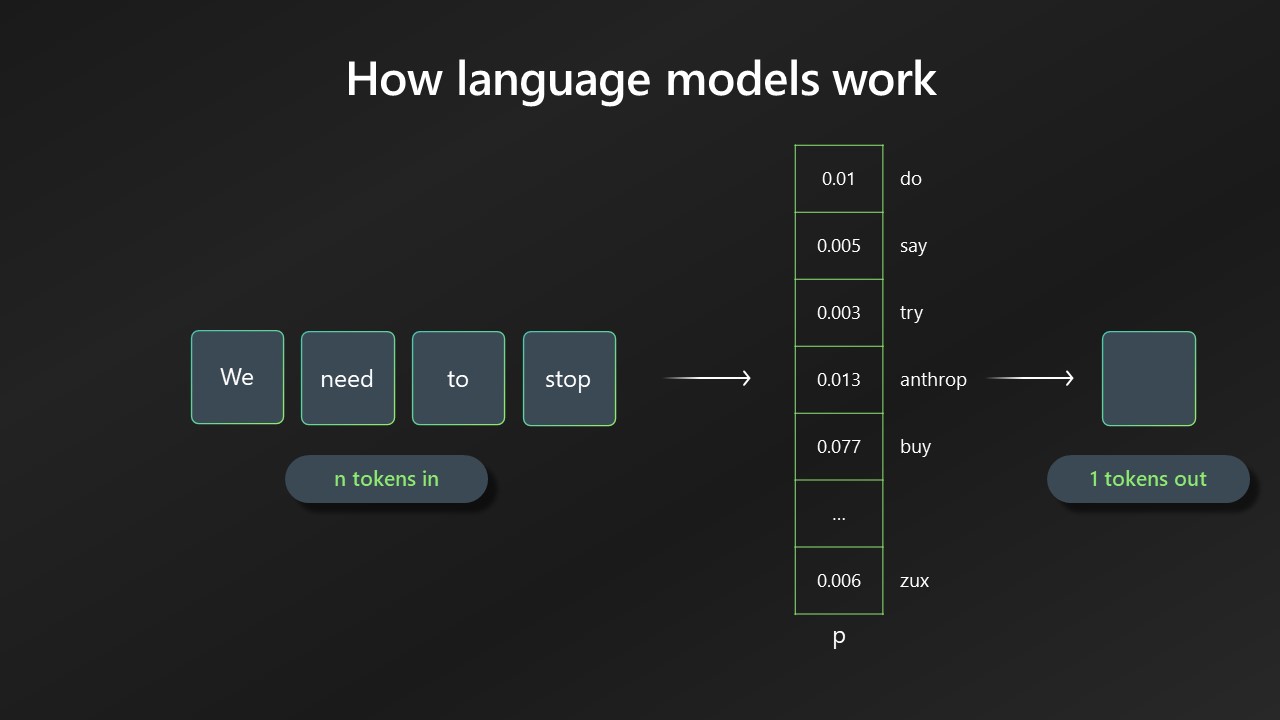 How language models work
We need to stop
n tokens in
0.01 do
0.005 say
0.003 try
0.013 anthrop
0.077 buy
...
0.006 zux
p
1 tokens out